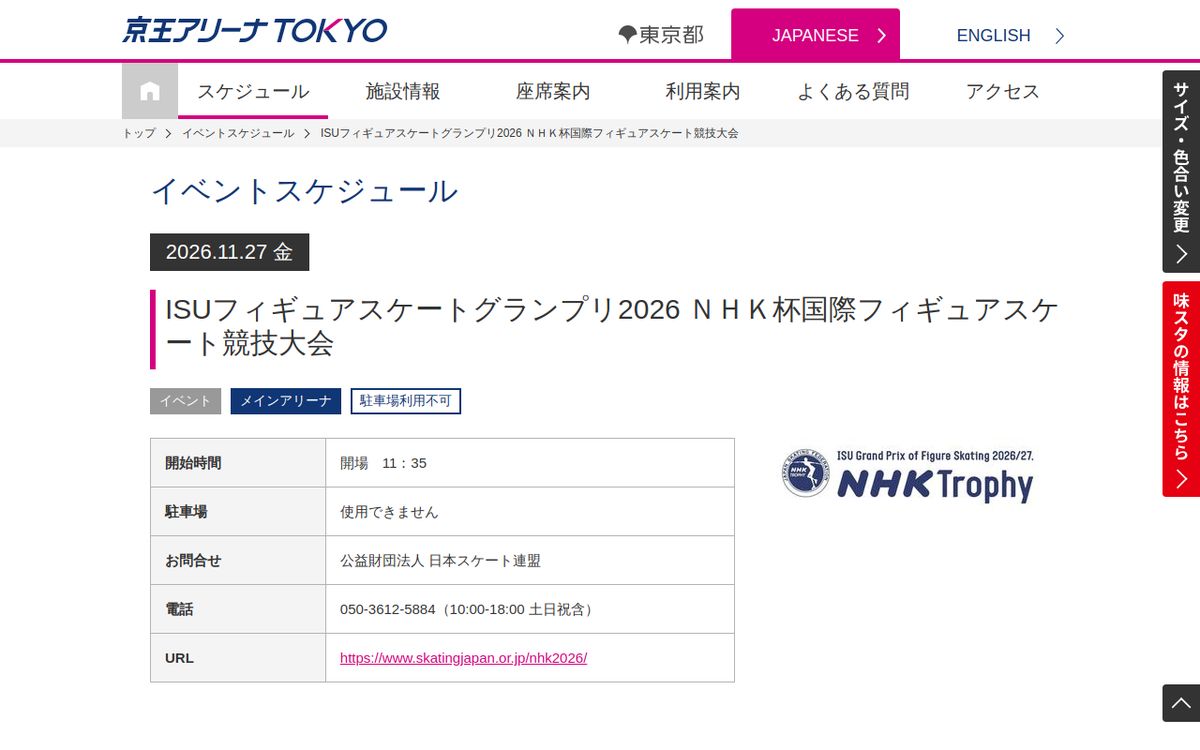 京王アリーナ TOKYO
東京都
JAPANESE
ENGLISH
スケジュール
施設情報
座席案内
利用案内
よくある質問
アクセス
トップ
イベントスケジュール
ISUフィギュアスケートグランプリ2026 ＮＨＫ杯国際フィギュアスケート競技大会
サイズ・色合い変更
味スタの情報はこちら
イベントスケジュール
2026.11.27 金
ISUフィギュアスケートグランプリ2026 ＮＨＫ杯国際フィギュアスケ
ート競技大会
イベント
メインアリーナ
駐車場利用不可
開始時間
開場　11：35
駐車場
使用できません
お問合せ
公益財団法人 日本スケート連盟
電話
050-3612-5884（10:00-18:00 土日祝含）
URL
https://www.skatingjapan.or.jp/nhk2026/
JAPAN SKATING FEDERATION
NHK
TROPHY
ISU Grand Prix of Figure Skating 2026/27.
NHK Trophy